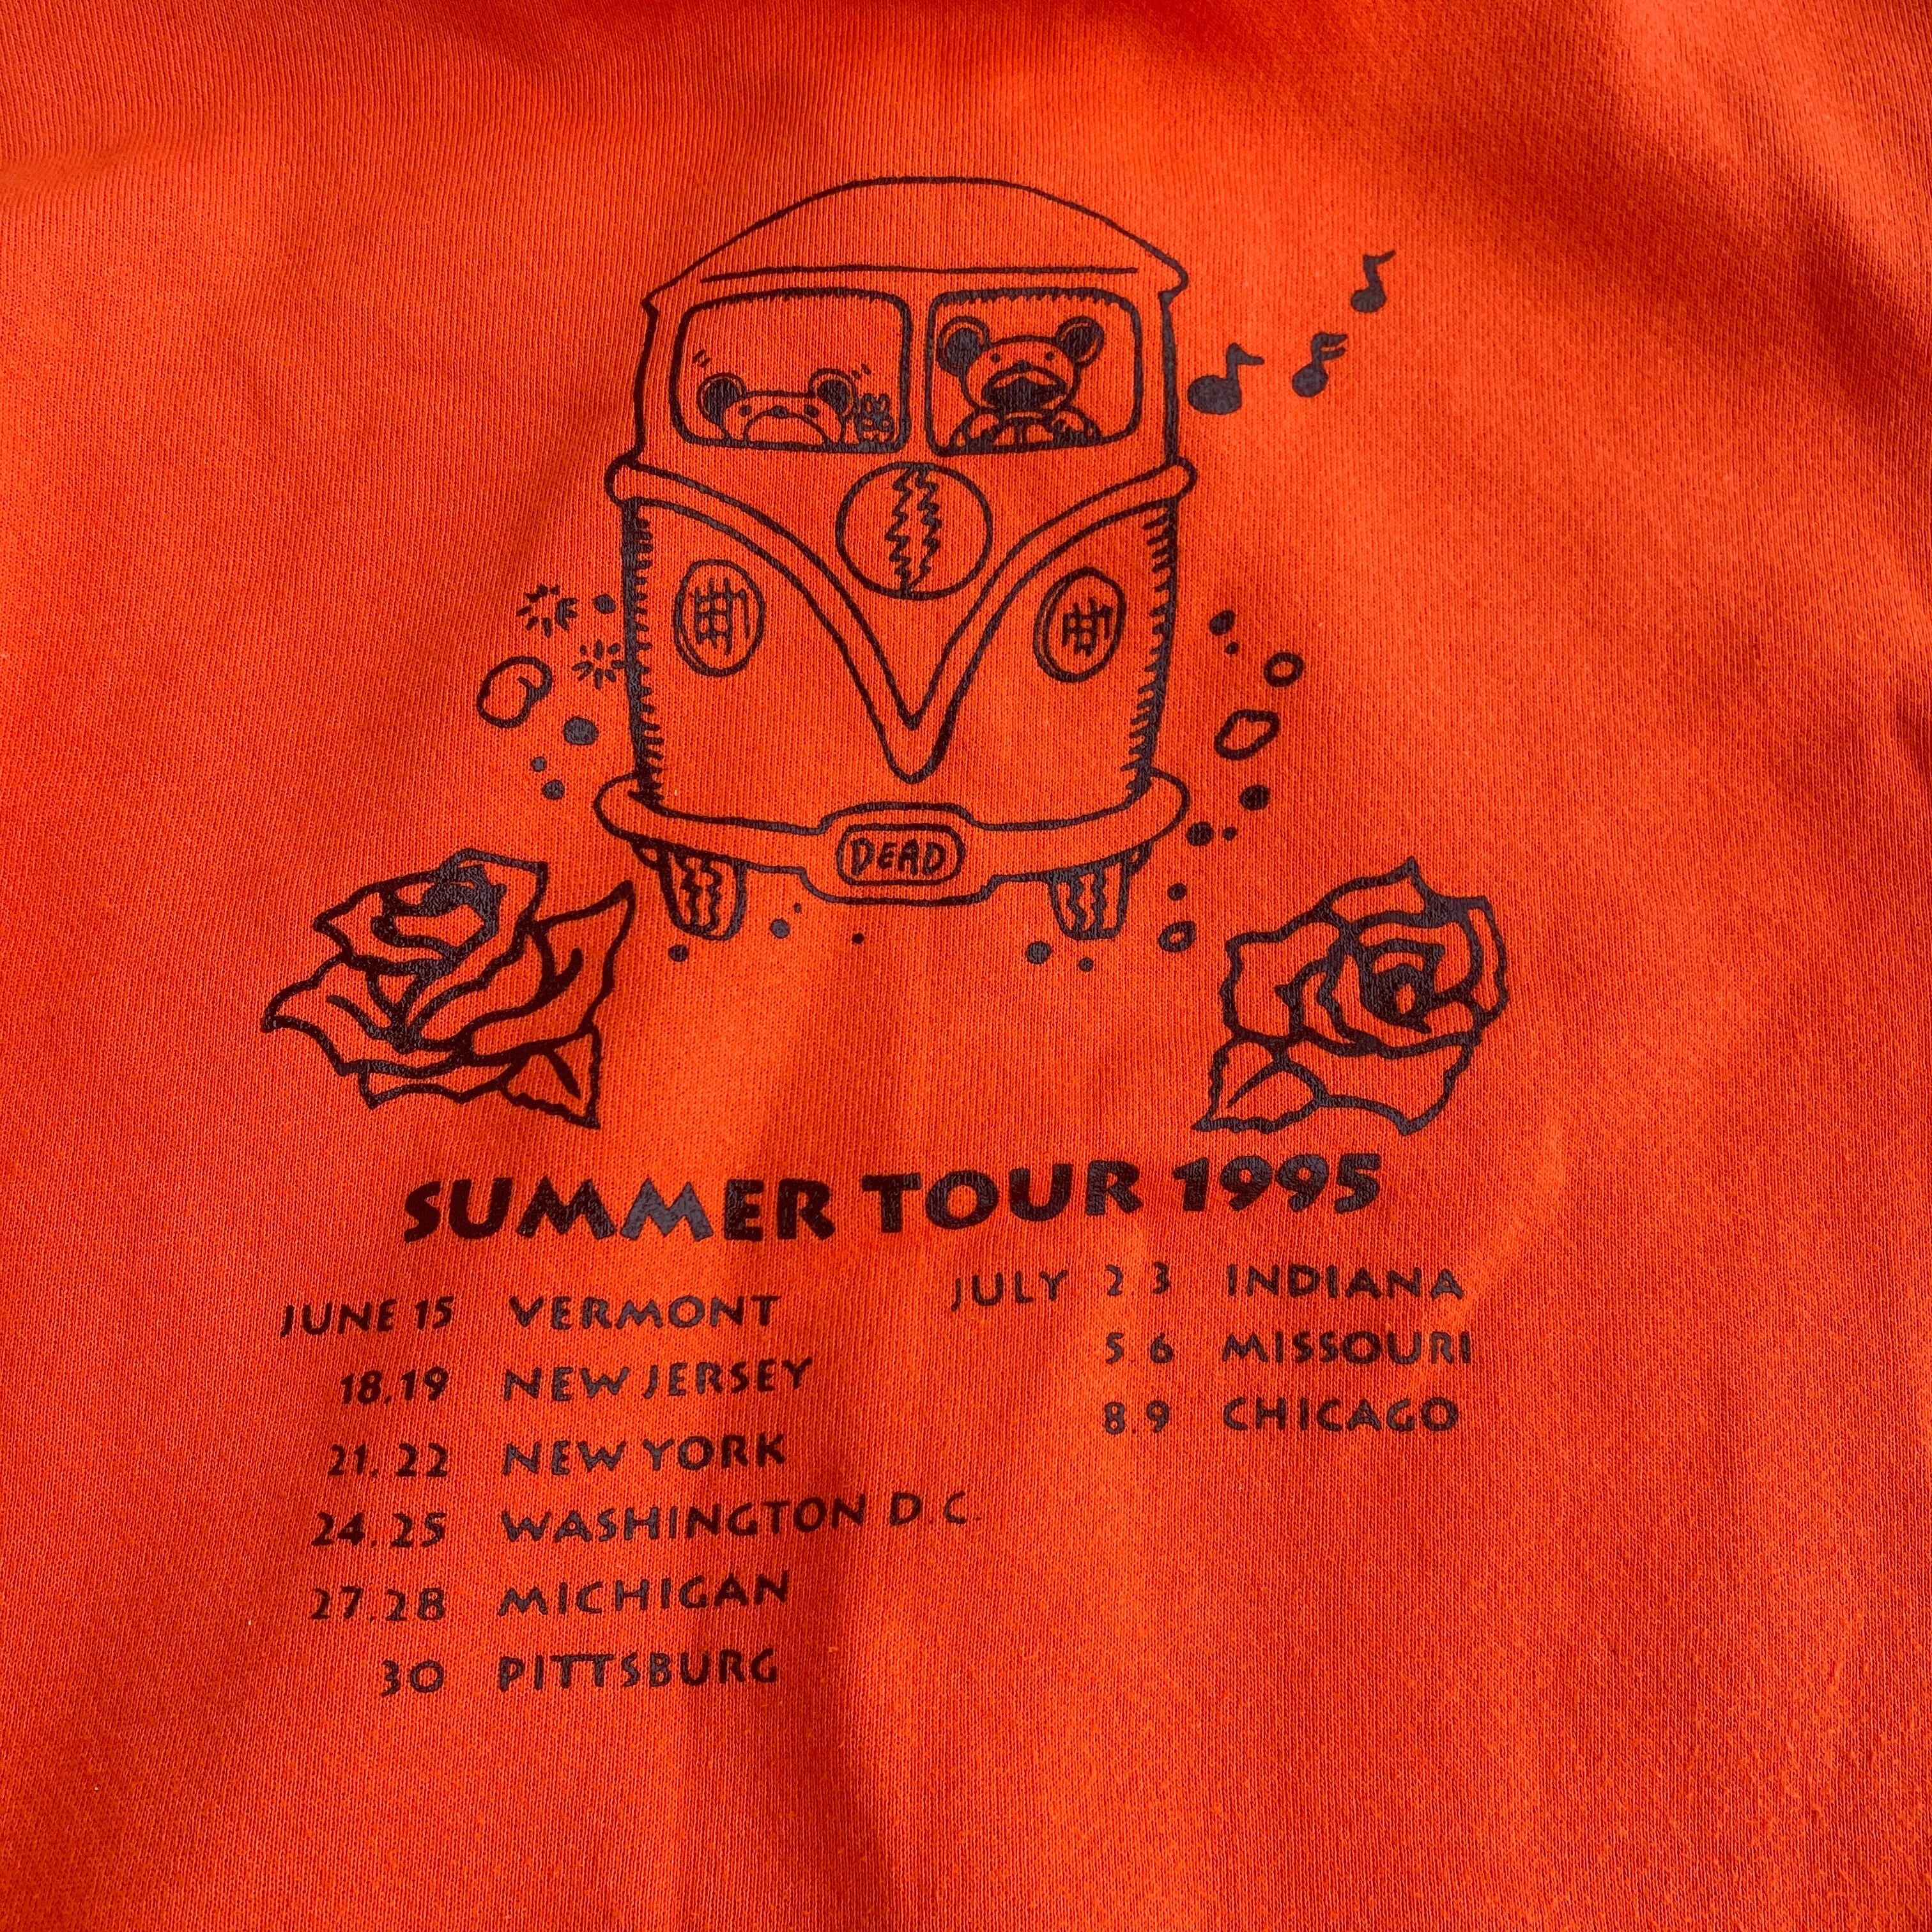 DEAD
SUMMER TOUR 1995
JUNE 15 VERMONT
18,19 NEW JERSEY
21,22 NEW YORK
24,25 WASHINGTON D.C.
27,28 MICHIGAN
30 PITTSBURG
JULY 2 3 INDIANA
5,6 MISSOURI
8,9 CHICAGO